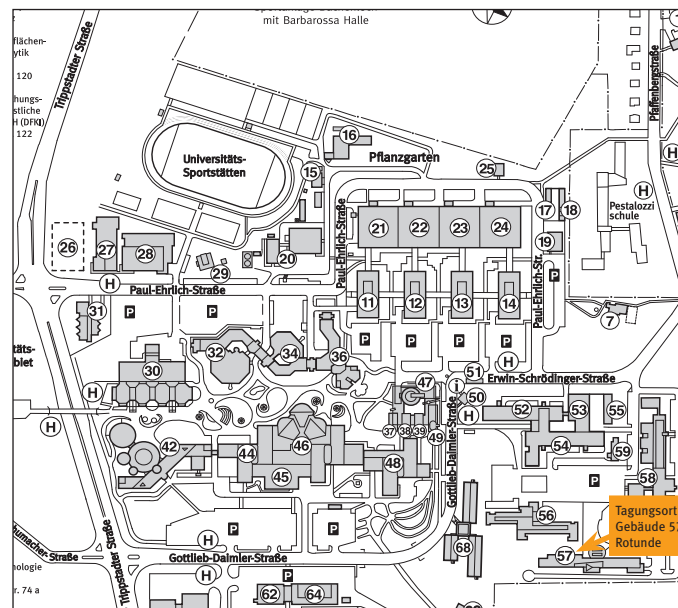 mit Barbarossa Halle
flächen-
ytik
120
hungs-
stliche
H (DFKI)
122
Trippstadter Straße
Pfaffenbergstraße
16
Pflanzgarten
Universitäts-
Sportstätten
15
25
H
H
Pestalozzi
schule
17
18
19
21
22
23
24
Paul-Ehrlich-Straße
Paul-Ehrlich-Str.
26
27
28
20
29
H
Paul-Ehrlich-Straße
11
12
13
14
P
7
31
P
P
P
P
P
P
täts-
biet
32
34
36
H
30
51
Erwin-Schrödinger-Straße
47
i
50
H
H
H
37
38
39
49
52
53
55
54
59
42
44
46
45
48
Gottlieb-Daimler-Straße
P
58
P
P
56
Tagungsort
Gebäude 57
Rotunde
57
68
H
Gottlieb-Daimler-Straße
H
humacher-Straße
Trippstadter Straße
nologie
r. 74 a
P
62
64